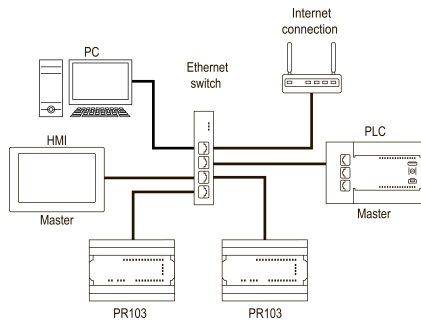 Internet
connection
PC
Ethernet
switch
HMI
PLC
Master
Master
PR103
PR103